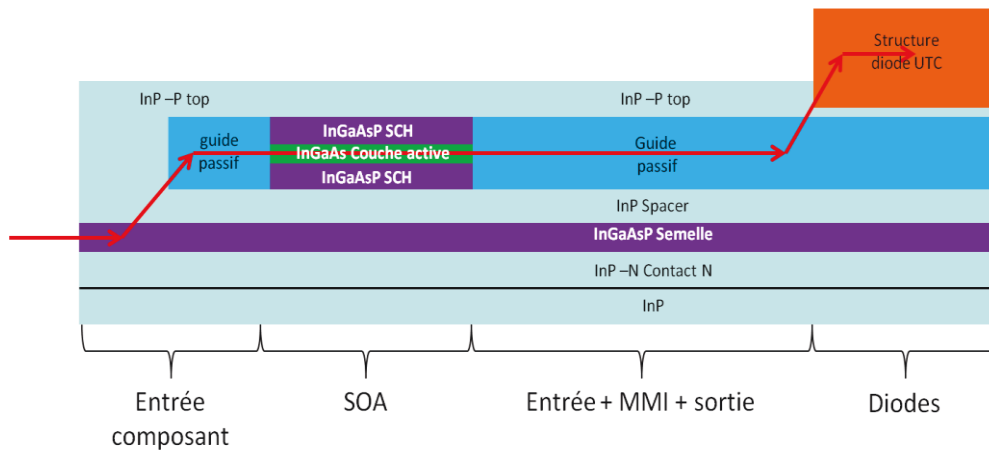 Structure
diode UTC
InP –P top
InP –P top
guide
passif
InGaAsP SCH
InGaAs Couche active
InGaAsP SCH
Guide
passif
InP Spacer
InGaAsP Semelle
InP –N Contact N
InP
Entrée
composant
SOA
Entrée + MMI + sortie
Diodes